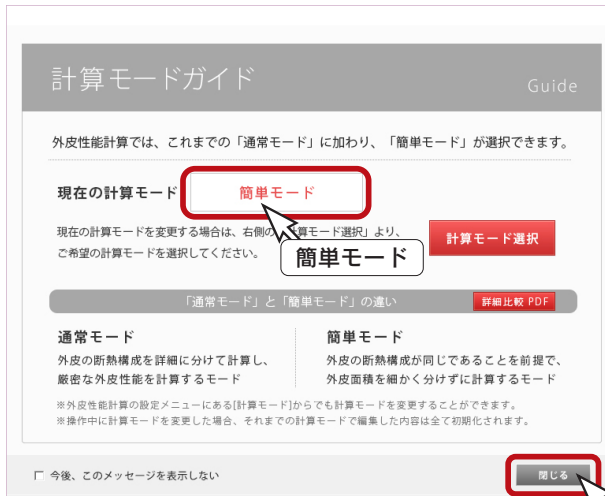 計算モードガイド
Guide
外皮性能計算では、これまでの「通常モード」に加わり、「簡単モード」が選択できます。
現在の計算モード
簡単モード
現在の計算モードを変更する場合は、右側の「計算モード選択」より、
ご希望の計算モードを選択してください。
簡単モード
計算モード選択
「通常モード」と「簡単モード」の違い
詳細比較 PDF
通常モード
外皮の断熱構成を詳細に分けて計算し、
厳密な外皮性能を計算するモード
簡単モード
外皮の断熱構成が同じであることを前提で、
外皮面積を細かく分けずに計算するモード
※外皮性能計算の設定メニューにある[計算モード]からでも計算モードを変更することができます。
※操作中に計算モードを変更した場合、それまでの計算モードで編集した内容は全て初期化されます。
今後、このメッセージを表示しない
閉じる